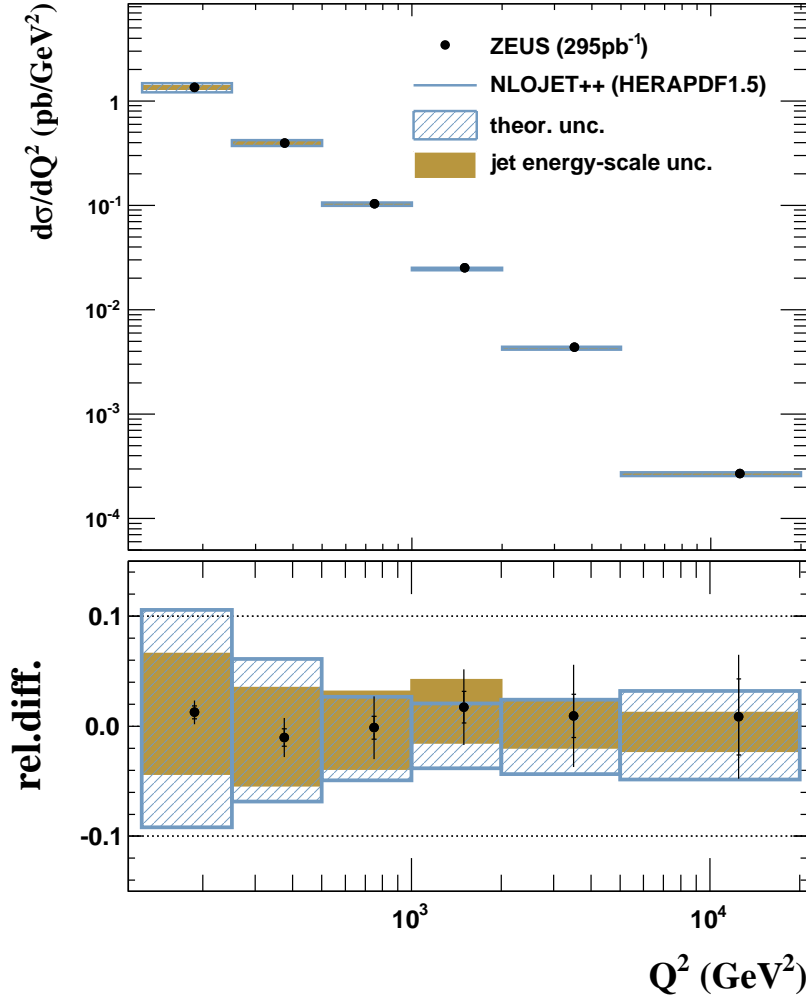 dσ/dQ² (pb/GeV²)
ZEUS (295pb⁻¹)
NLOJET++ (HERAPDF1.5)
theor. unc.
jet energy-scale unc.
1
10⁻¹
10⁻²
10⁻³
10⁻⁴
rel.diff.
0.1
0.0
-0.1
10³
10⁴
Q² (GeV²)